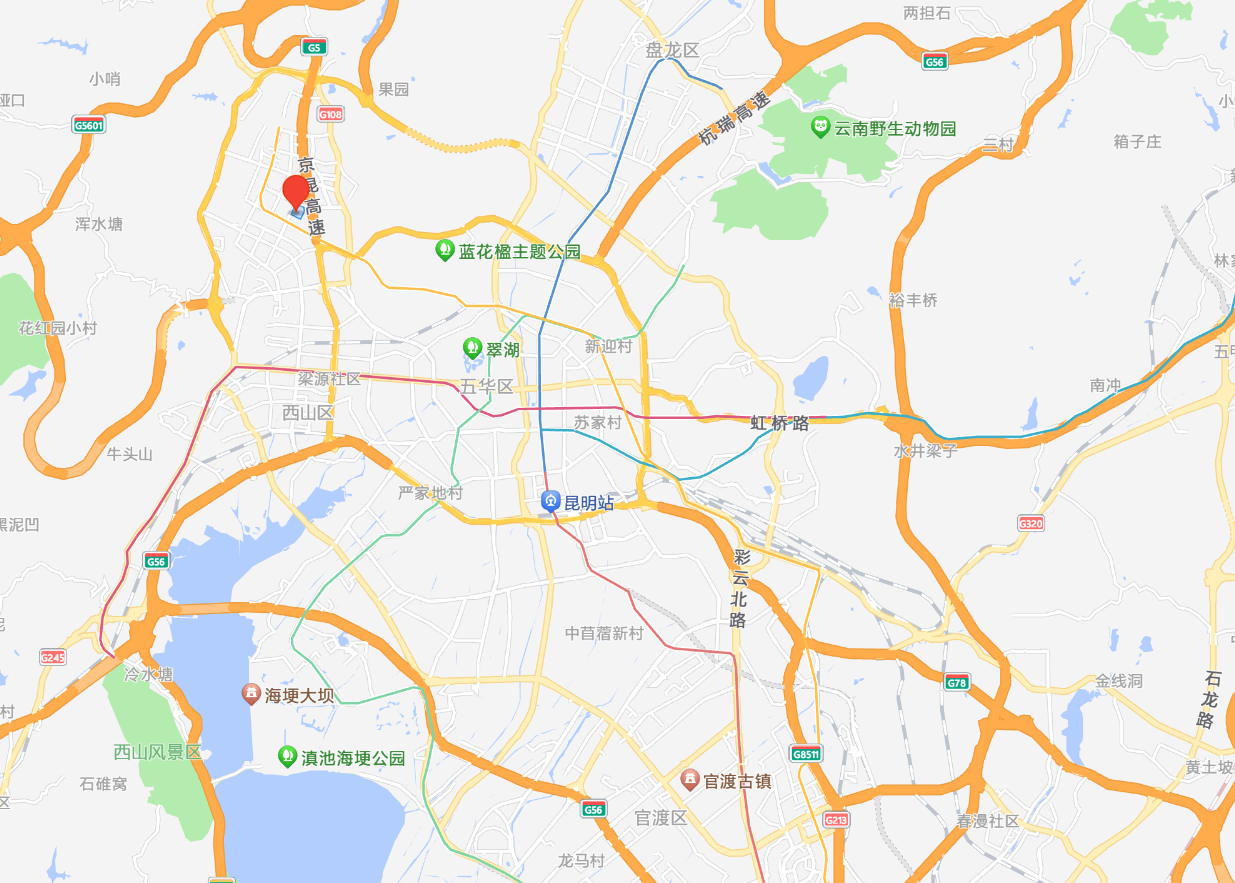 两担石
G5
盘龙区
G56
小哨
果园
垭口
杭瑞高速
G108
G5601
云南野生动物园
三村
箱子庄
京昆高速
浑水塘
蓝花楹主题公园
裕丰桥
花红园小村
翠湖
新迎村
梁源社区
五华区
南冲
西山区
苏家村
虹桥路
牛头山
水井梁子
严家地村
昆明站
黑泥凹
G320
G56
彩云北路
中苜蓿新村
G245
冷水塘
G78
金线洞
海埂大坝
石龙路
村
西山风景区
滇池海埂公园
G8511
官渡古镇
黄土坡
石碓窝
区
G56
官渡区
G213
春漫社区
龙马村